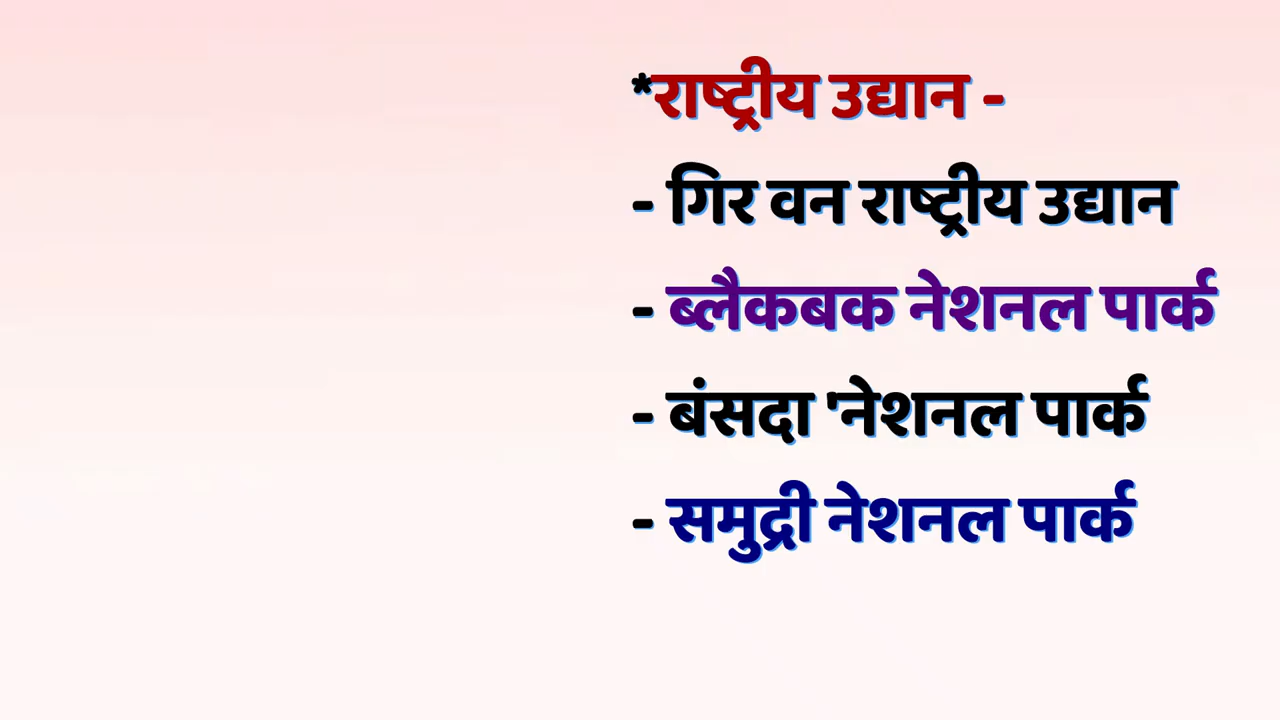 *राष्ट्रीय उद्यान -
- गिर वन राष्ट्रीय उद्यान
- ब्लैकबक नेशनल पार्क
- बंसदा 'नेशनल पार्क
- समुद्री नेशनल पार्क